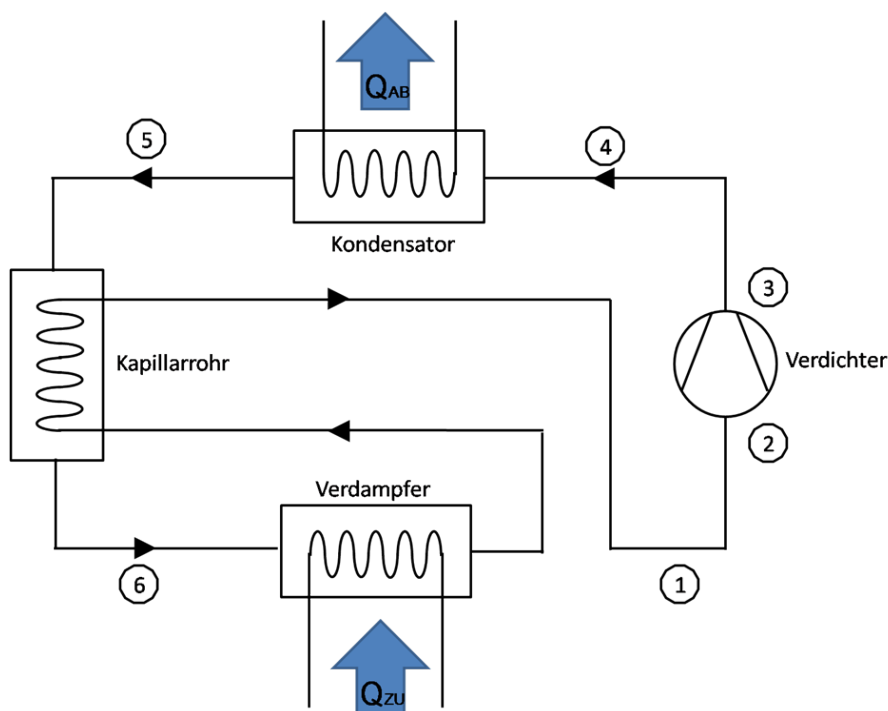 QAB
5
4
Kondensator
3
Kapillarrohr
Verdichter
2
Verdampfer
6
1
QZU